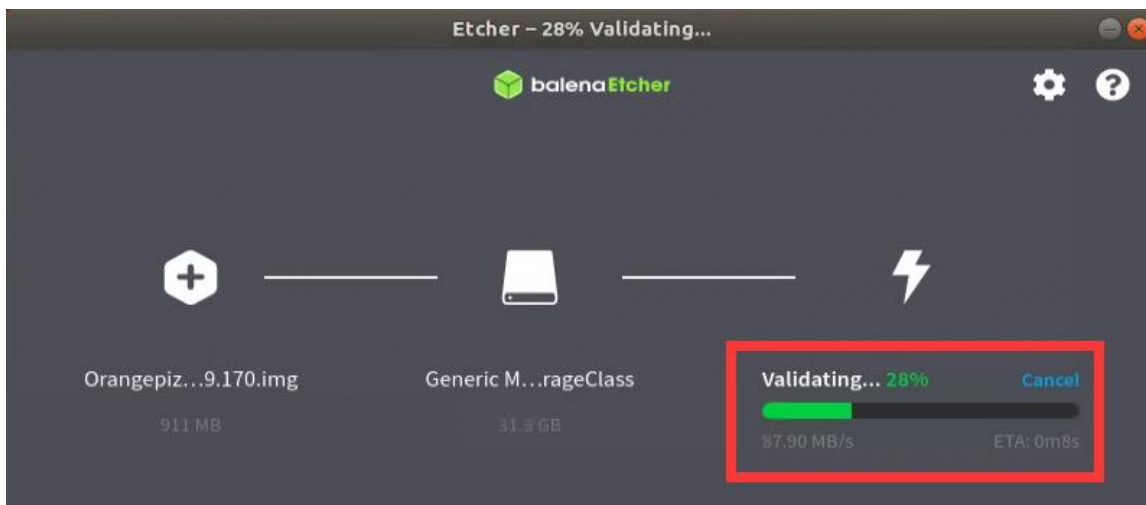 Etcher – 28% Validating...
balenaEtcher
Orangepiz...9.170.img
Generic M...rageClass
Validating... 28%
Cancel
911 MB
31.9 GB
87.90 MB/s
ETA: 0m8s